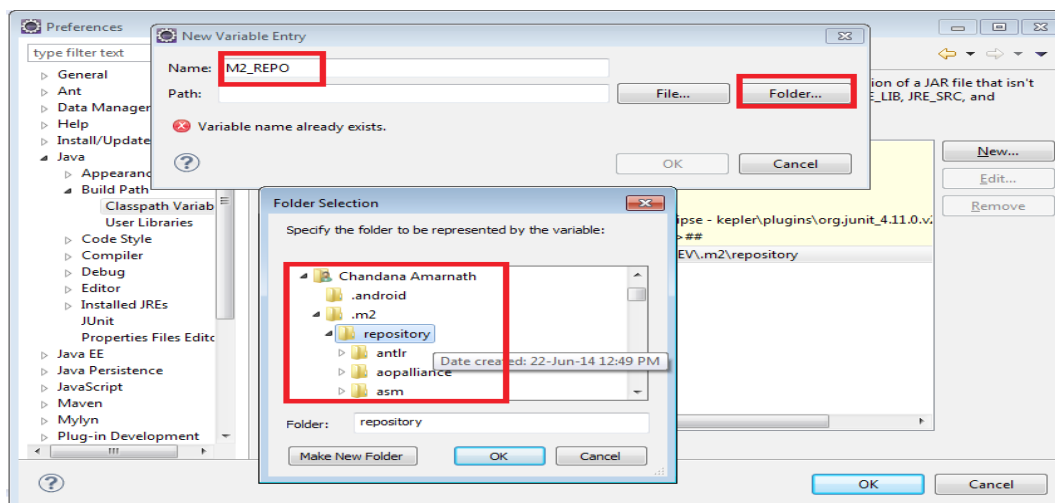 Preferences
type filter text
General
Ant
Data Manager
Help
Install/Update
Java
Appearanc
Build Path
Classpath Variab
User Libraries
Code Style
Compiler
Debug
Editor
Installed JREs
JUnit
Properties Files Edito
Java EE
Java Persistence
JavaScript
Maven
Mylyn
Plug-in Development
New Variable Entry
Name: M2_REPO
Path:
File...
Folder...
Variable name already exists.
OK
Cancel
ion of a JAR file that isn't
E_LIB, JRE_SRC, and
New...
Edit...
Remove
ipse - kepler\plugins\org.junit_4.11.0.v2
>##
EV\.m2\repository
Folder Selection
Specify the folder to be represented by the variable:
Chandana Amarnath
.android
.m2
repository
antlr
Date created: 22-Jun-14 12:49 PM
aopalliance
asm
Folder: repository
Make New Folder
OK
Cancel
OK
Cancel